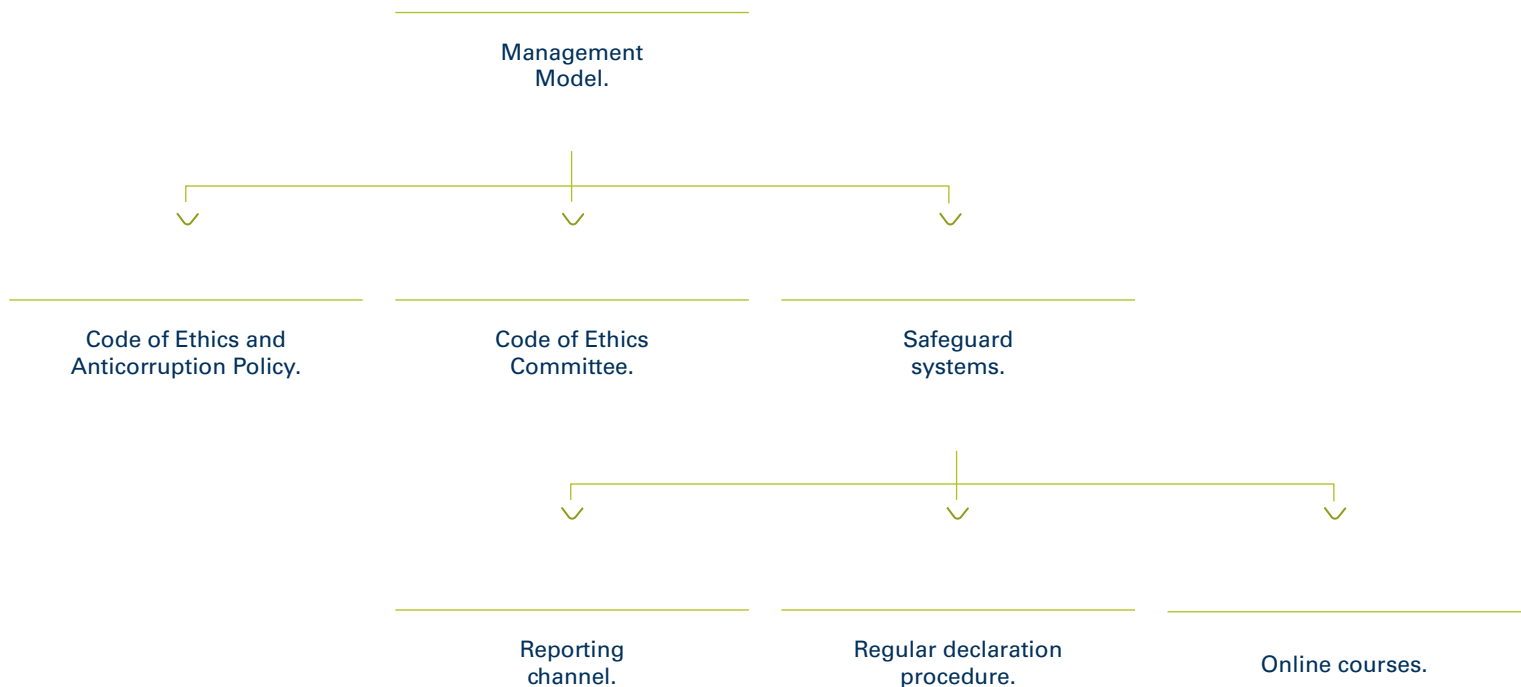 Management
Model.
Code of Ethics and
Anticorruption Policy.
Code of Ethics
Committee.
Safeguard
systems.
Reporting
channel.
Regular declaration
procedure.
Online courses.